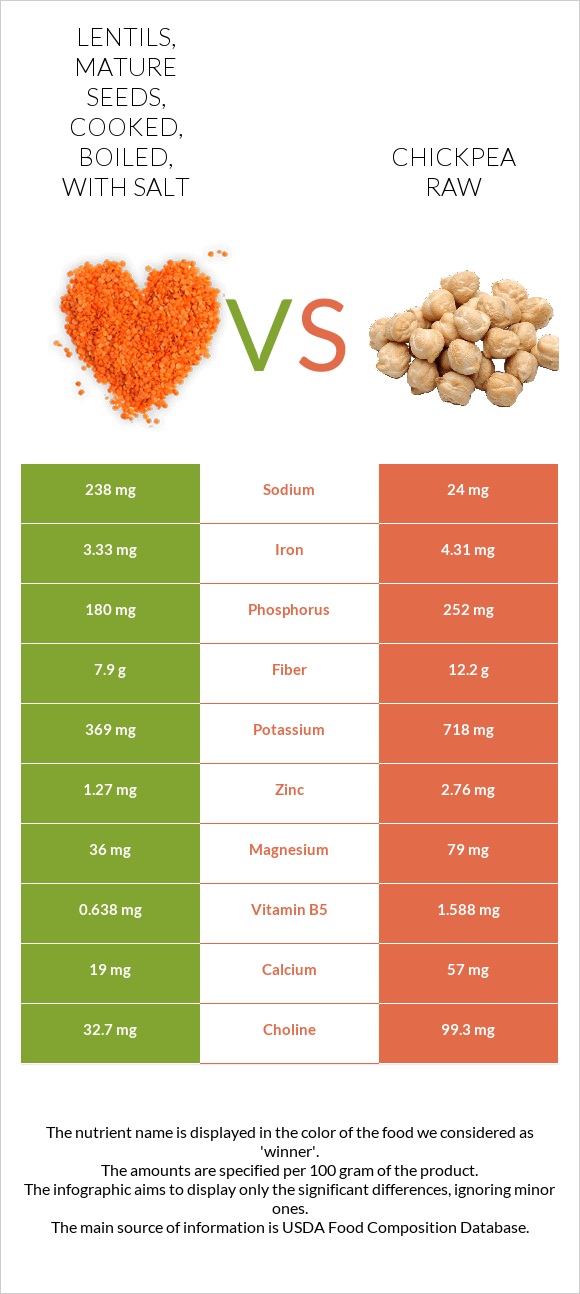 LENTILS,
MATURE
SEEDS,
COOKED,
BOILED,
WITH SALT
CHICKPEA
RAW
VS
238 mg Sodium 24 mg
3.33 mg Iron 4.31 mg
180 mg Phosphorus 252 mg
7.9 g Fiber 12.2 g
369 mg Potassium 718 mg
1.27 mg Zinc 2.76 mg
36 mg Magnesium 79 mg
0.638 mg Vitamin B5 1.588 mg
19 mg Calcium 57 mg
32.7 mg Choline 99.3 mg
The nutrient name is displayed in the color of the food we considered as
'winner'.
The amounts are specified per 100 gram of the product.
The infographic aims to display only the significant differences, ignoring minor
ones.
The main source of information is USDA Food Composition Database.